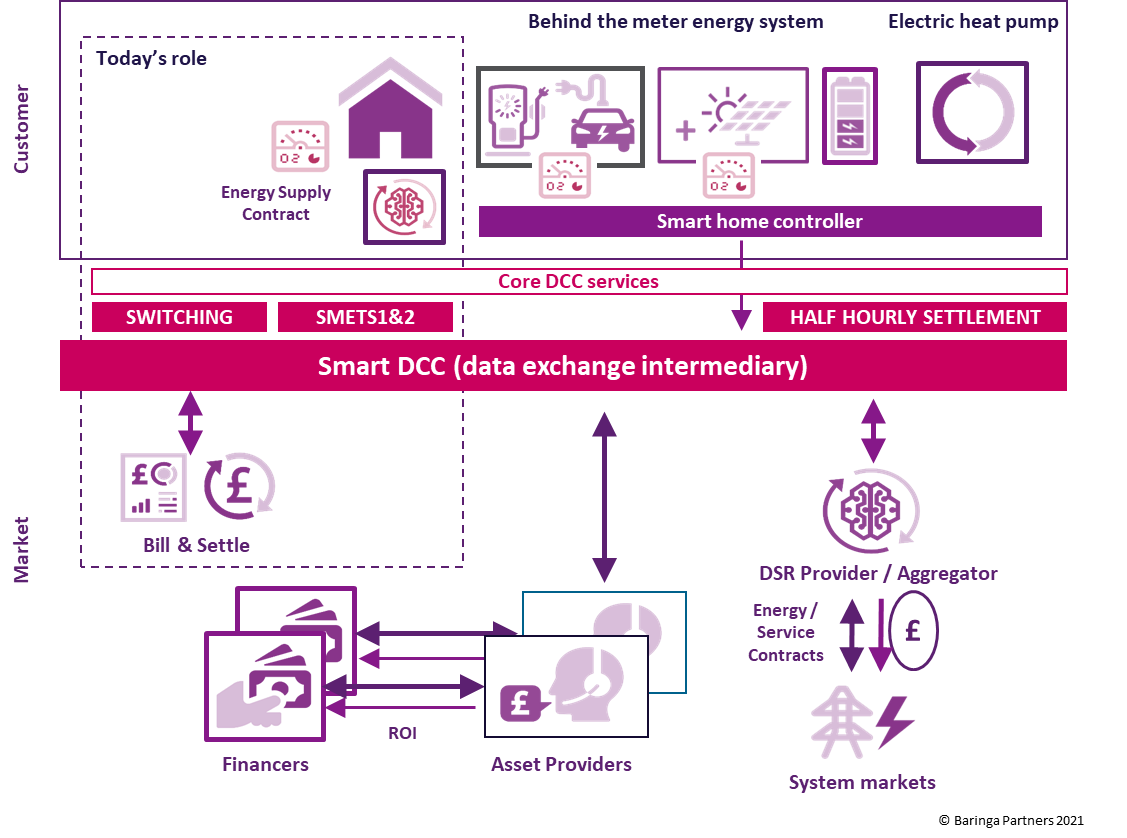 Behind the meter energy system
Electric heat pump
Today's role
Customer
02
Energy Supply
Contract
02
02
Smart home controller
Core DCC services
SWITCHING
SMETS1&2
HALF HOURLY SETTLEMENT
Smart DCC (data exchange intermediary)
£
£
Bill & Settle
Market
DSR Provider / Aggregator
Energy /
Service
Contracts
£
£
ROI
Financers
Asset Providers
System markets
© Baringa Partners 2021